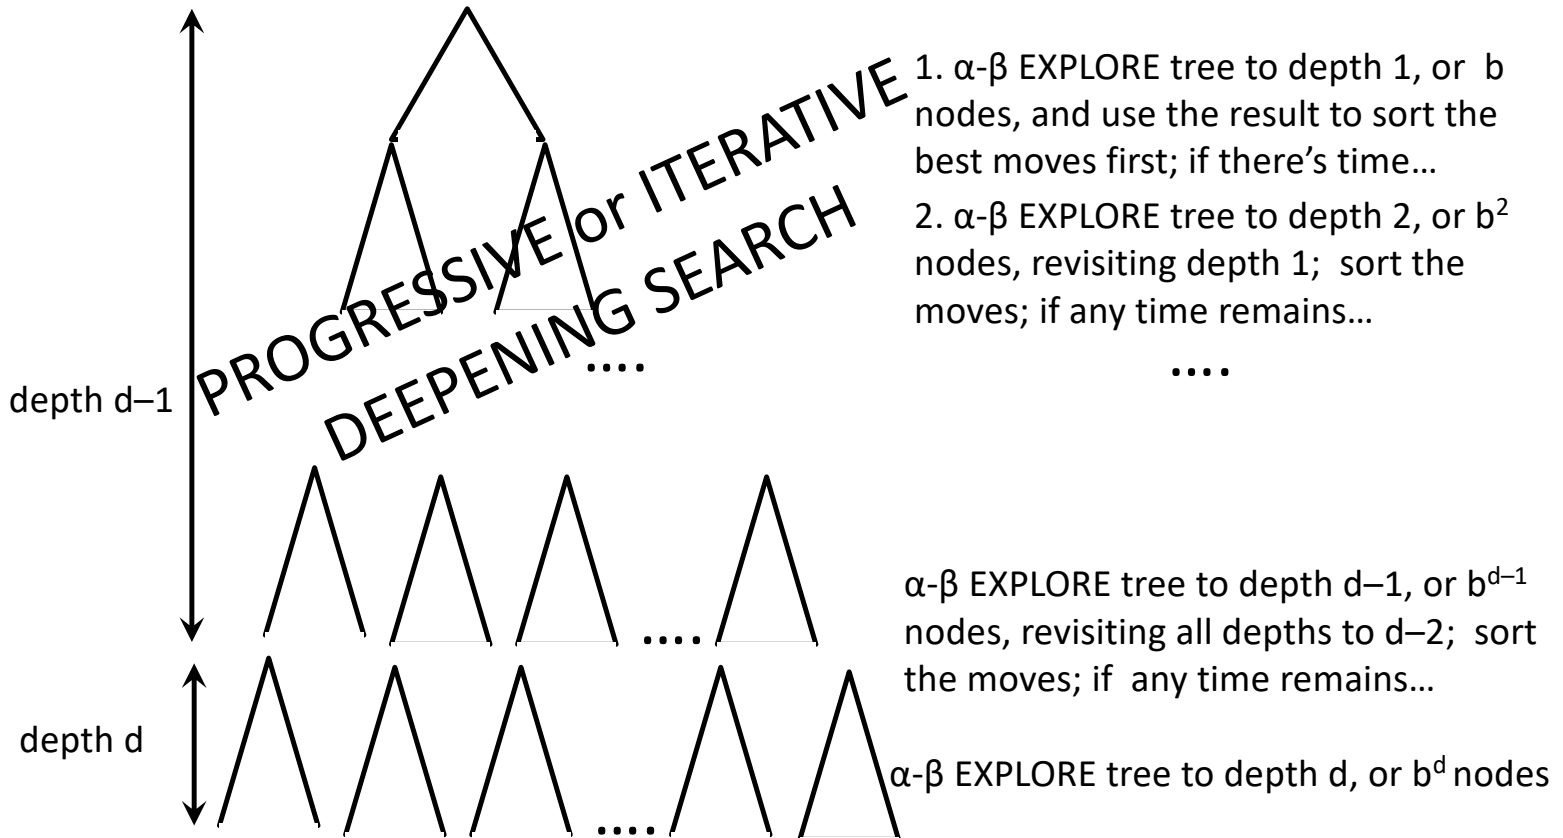 1. α-β EXPLORE tree to depth 1, or b
nodes, and use the result to sort the
best moves first; if there’s time…
2. α-β EXPLORE tree to depth 2, or b²
nodes, revisiting depth 1; sort the
moves; if any time remains…
PROGRESSIVE or ITERATIVE
DEEPENING SEARCH
....
....
depth d–1
α-β EXPLORE tree to depth d–1, or bᵈ⁻¹
nodes, revisiting all depths to d–2; sort
the moves; if any time remains…
....
depth d
α-β EXPLORE tree to depth d, or bᵈ nodes
....